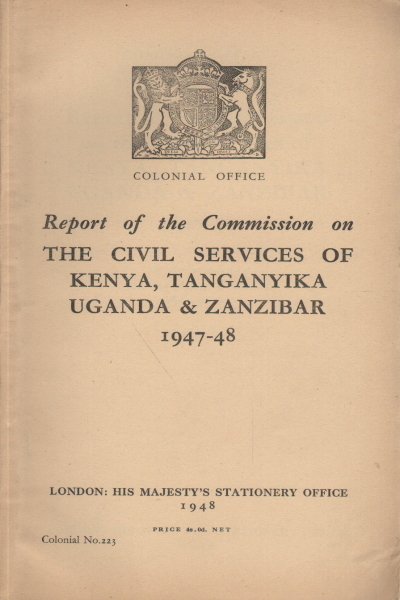 COLONIAL OFFICE
Report of the Commission on
THE CIVIL SERVICES OF
KENYA, TANGANYIKA
UGANDA & ZANZIBAR
1947-48
LONDON: HIS MAJESTY'S STATIONERY OFFICE
1948
PRICE 4s. 0d. NET
Colonial No.223